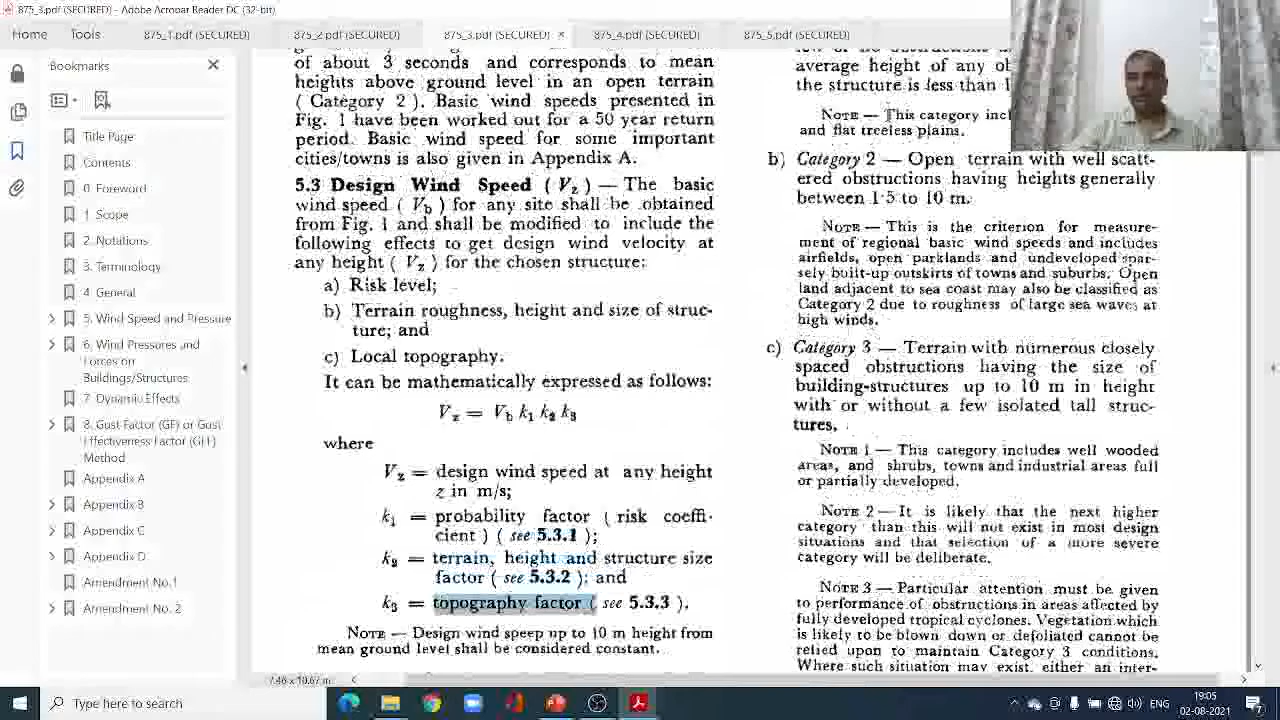 875_3.pdf (SECURED) - Adobe Acrobat Reader DC (32-bit)
Home Tools 875_1.pdf (SECURED) 875_2.pdf (SECURED) 875_3.pdf (SECURED) × 875_4.pdf (SECURED) 875_5.pdf (SECURED)
Bookmarks
Title Page
Contents
0. Foreword
1. Scope
2. Notations
3. Terminology
4. General
5. Wind Speed and Pressure
6. Wind Pressures and
Forces on
Buildings/Structures
7. Dynamic Effects
8. Gust Factor (GF) or Gust
Effectiveness Factor (GEF)
Method
Appendix A
Appendix B
Appendix C
Appendix D
Amendment No.1
Amendment No. 2
of about 3 seconds and corresponds to mean
heights above ground level in an open terrain
( Category 2 ). Basic wind speeds presented in
Fig. 1 have been worked out for a 50 year return
period. Basic wind speed for some important
cities/towns is also given in Appendix A.
5.3 Design Wind Speed ( Vz ) — The basic
wind speed ( Vb ) for any site shall be obtained
from Fig. 1 and shall be modified to include the
following effects to get design wind velocity at
any height ( Vz ) for the chosen structure:
a) Risk level;
b) Terrain roughness, height and size of struc-
ture; and
c) Local topography.
It can be mathematically expressed as follows:
Vz = Vb k1 k2 k3
where
Vz = design wind speed at any height
z in m/s;
k1 = probability factor ( risk coeffi-
cient ) ( see 5.3.1 );
k2 = terrain, height and structure size
factor ( see 5.3.2 ); and
k3 = topography factor ( see 5.3.3 ).
NOTE — Design wind speep up to 10 m height from
mean ground level shall be considered constant.
average height of any
the structure is less than
NOTE — This category
and flat treeless plains.
b) Category 2 — Open terrain with well scatt-
ered obstructions having heights generally
between 1·5 to 10 m.
NOTE — This is the criterion for measure-
ment of regional basic wind speeds and includes
airfields, open parklands and undeveloped spar-
sely built-up outskirts of towns and suburbs. Open
land adjacent to sea coast may also be classified as
Category 2 due to roughness of large sea waves at
high winds.
c) Category 3 — Terrain with numerous closely
spaced obstructions having the size of
building-structures up to 10 m in height
with or without a few isolated tall struc-
tures.
NOTE 1 — This category includes well wooded
areas, and shrubs, towns and industrial areas full
or partially developed.
NOTE 2 — It is likely that the next higher
category than this will not exist in most design
situations and that selection of a more severe
category will be deliberate.
NOTE 3 — Particular attention must be given
to performance of obstructions in areas affected by
fully developed tropical cyclones. Vegetation which
is likely to be blown down or defoliated cannot be
relied upon to maintain Category 3 conditions.
Where such situation may exist, either an inter-
Type here to search
ENG
19:05
02-08-2021